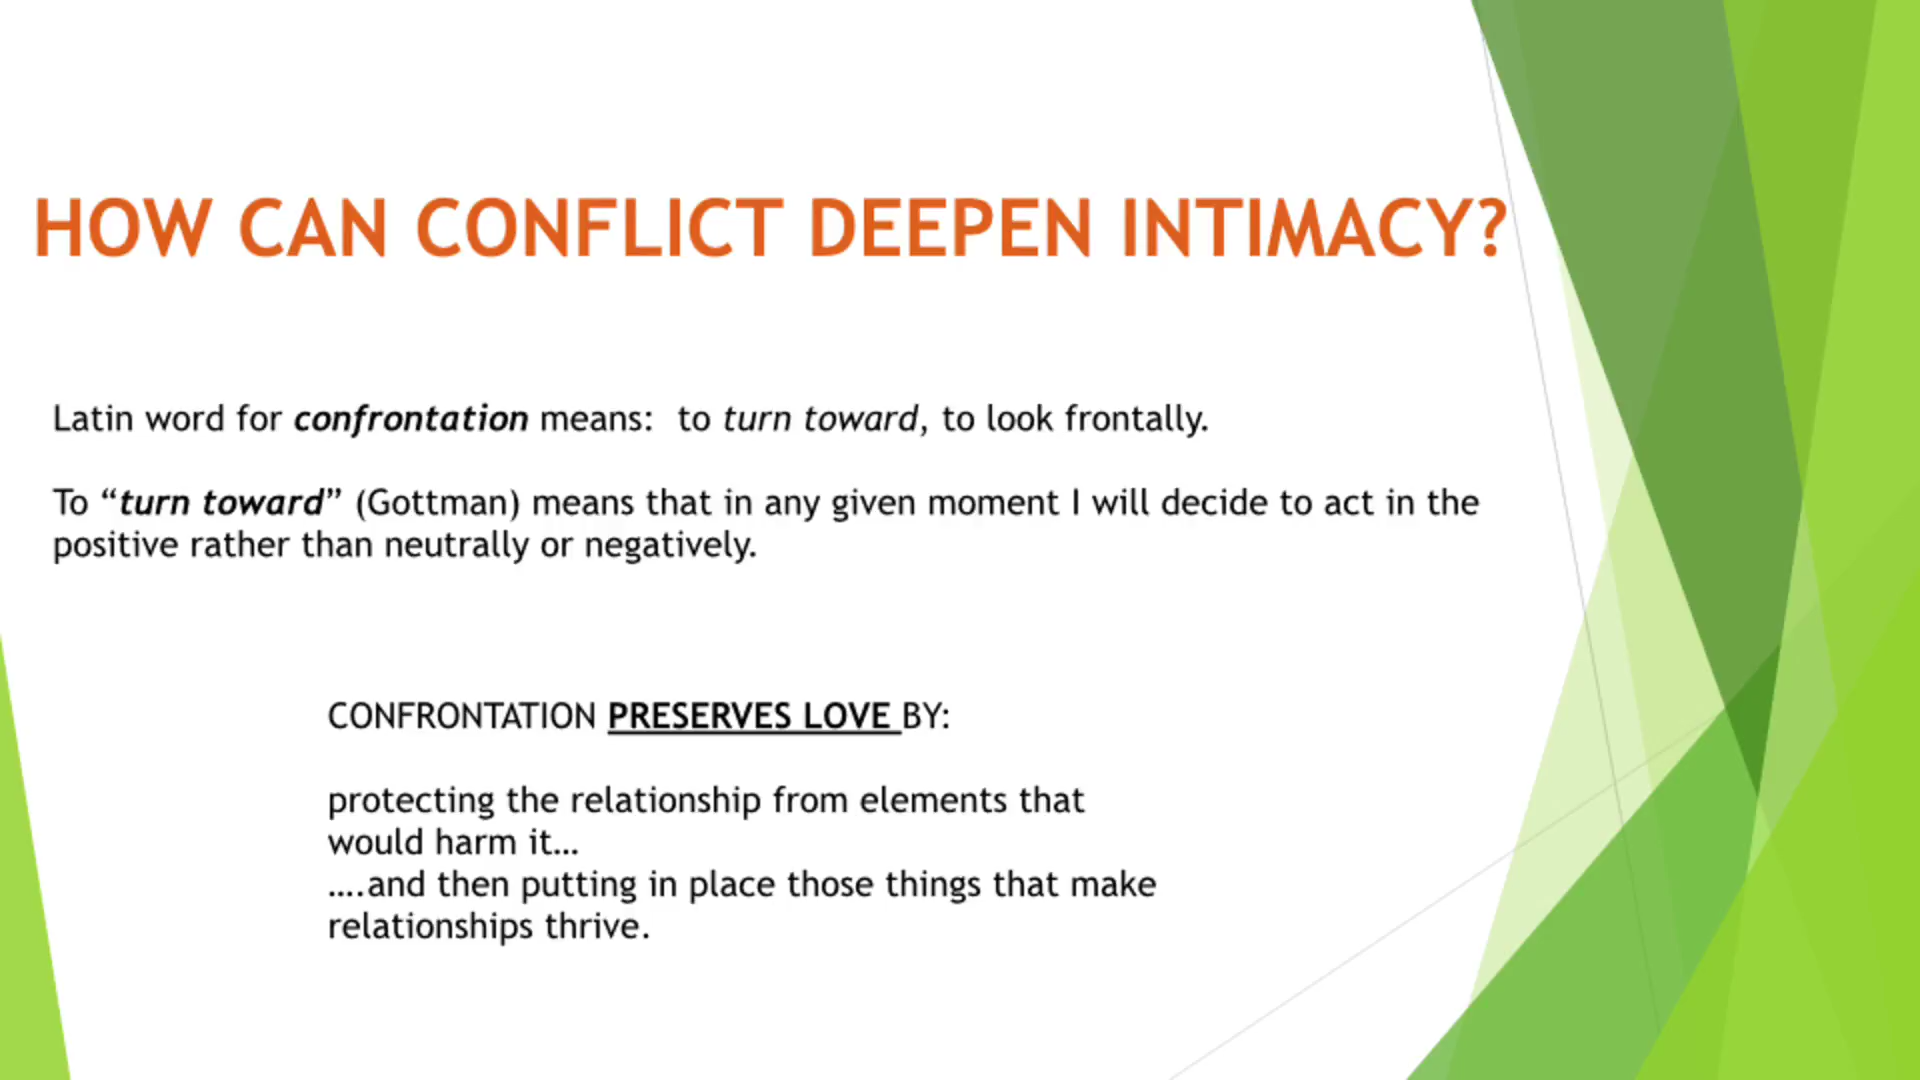 HOW CAN CONFLICT DEEPEN INTIMACY?
Latin word for confrontation means:  to turn toward, to look frontally.
To “turn toward” (Gottman) means that in any given moment I will decide to act in the
positive rather than neutrally or negatively.
CONFRONTATION PRESERVES LOVE BY:
protecting the relationship from elements that
would harm it…
….and then putting in place those things that make
relationships thrive.